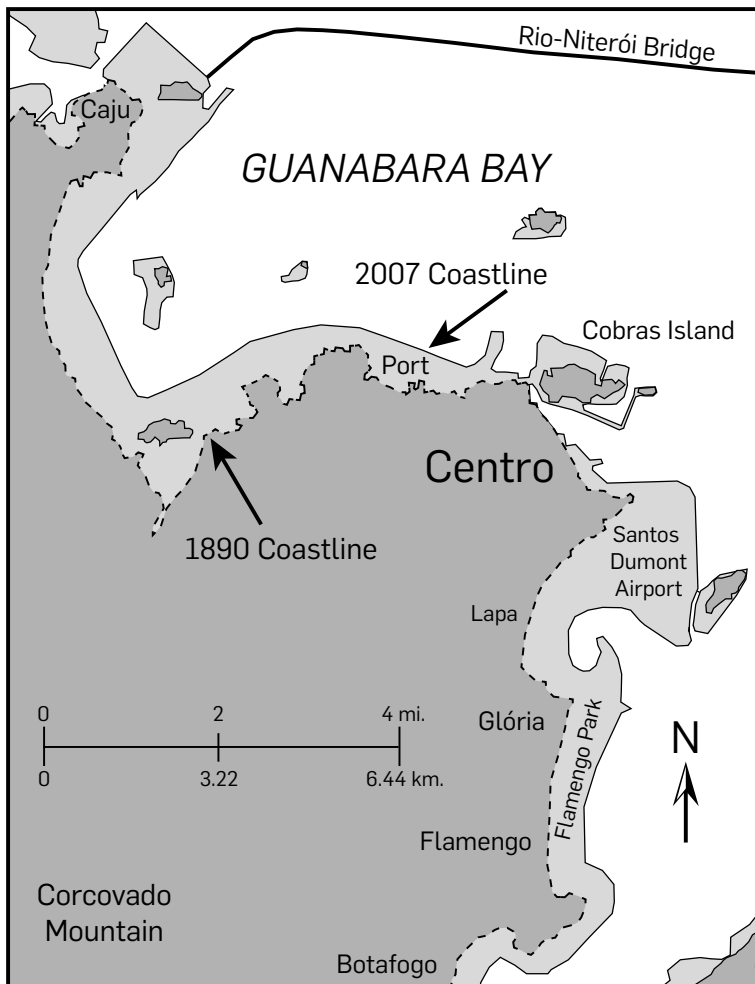 Rio-Niterói Bridge
Caju
GUANABARA BAY
2007 Coastline
Cobras Island
Port
Centro
1890 Coastline
Santos
Dumont
Airport
Lapa
0 2 4 mi.
0 3.22 6.44 km.
Glória
Flamengo Park
N
Flamengo
Corcovado
Mountain
Botafogo